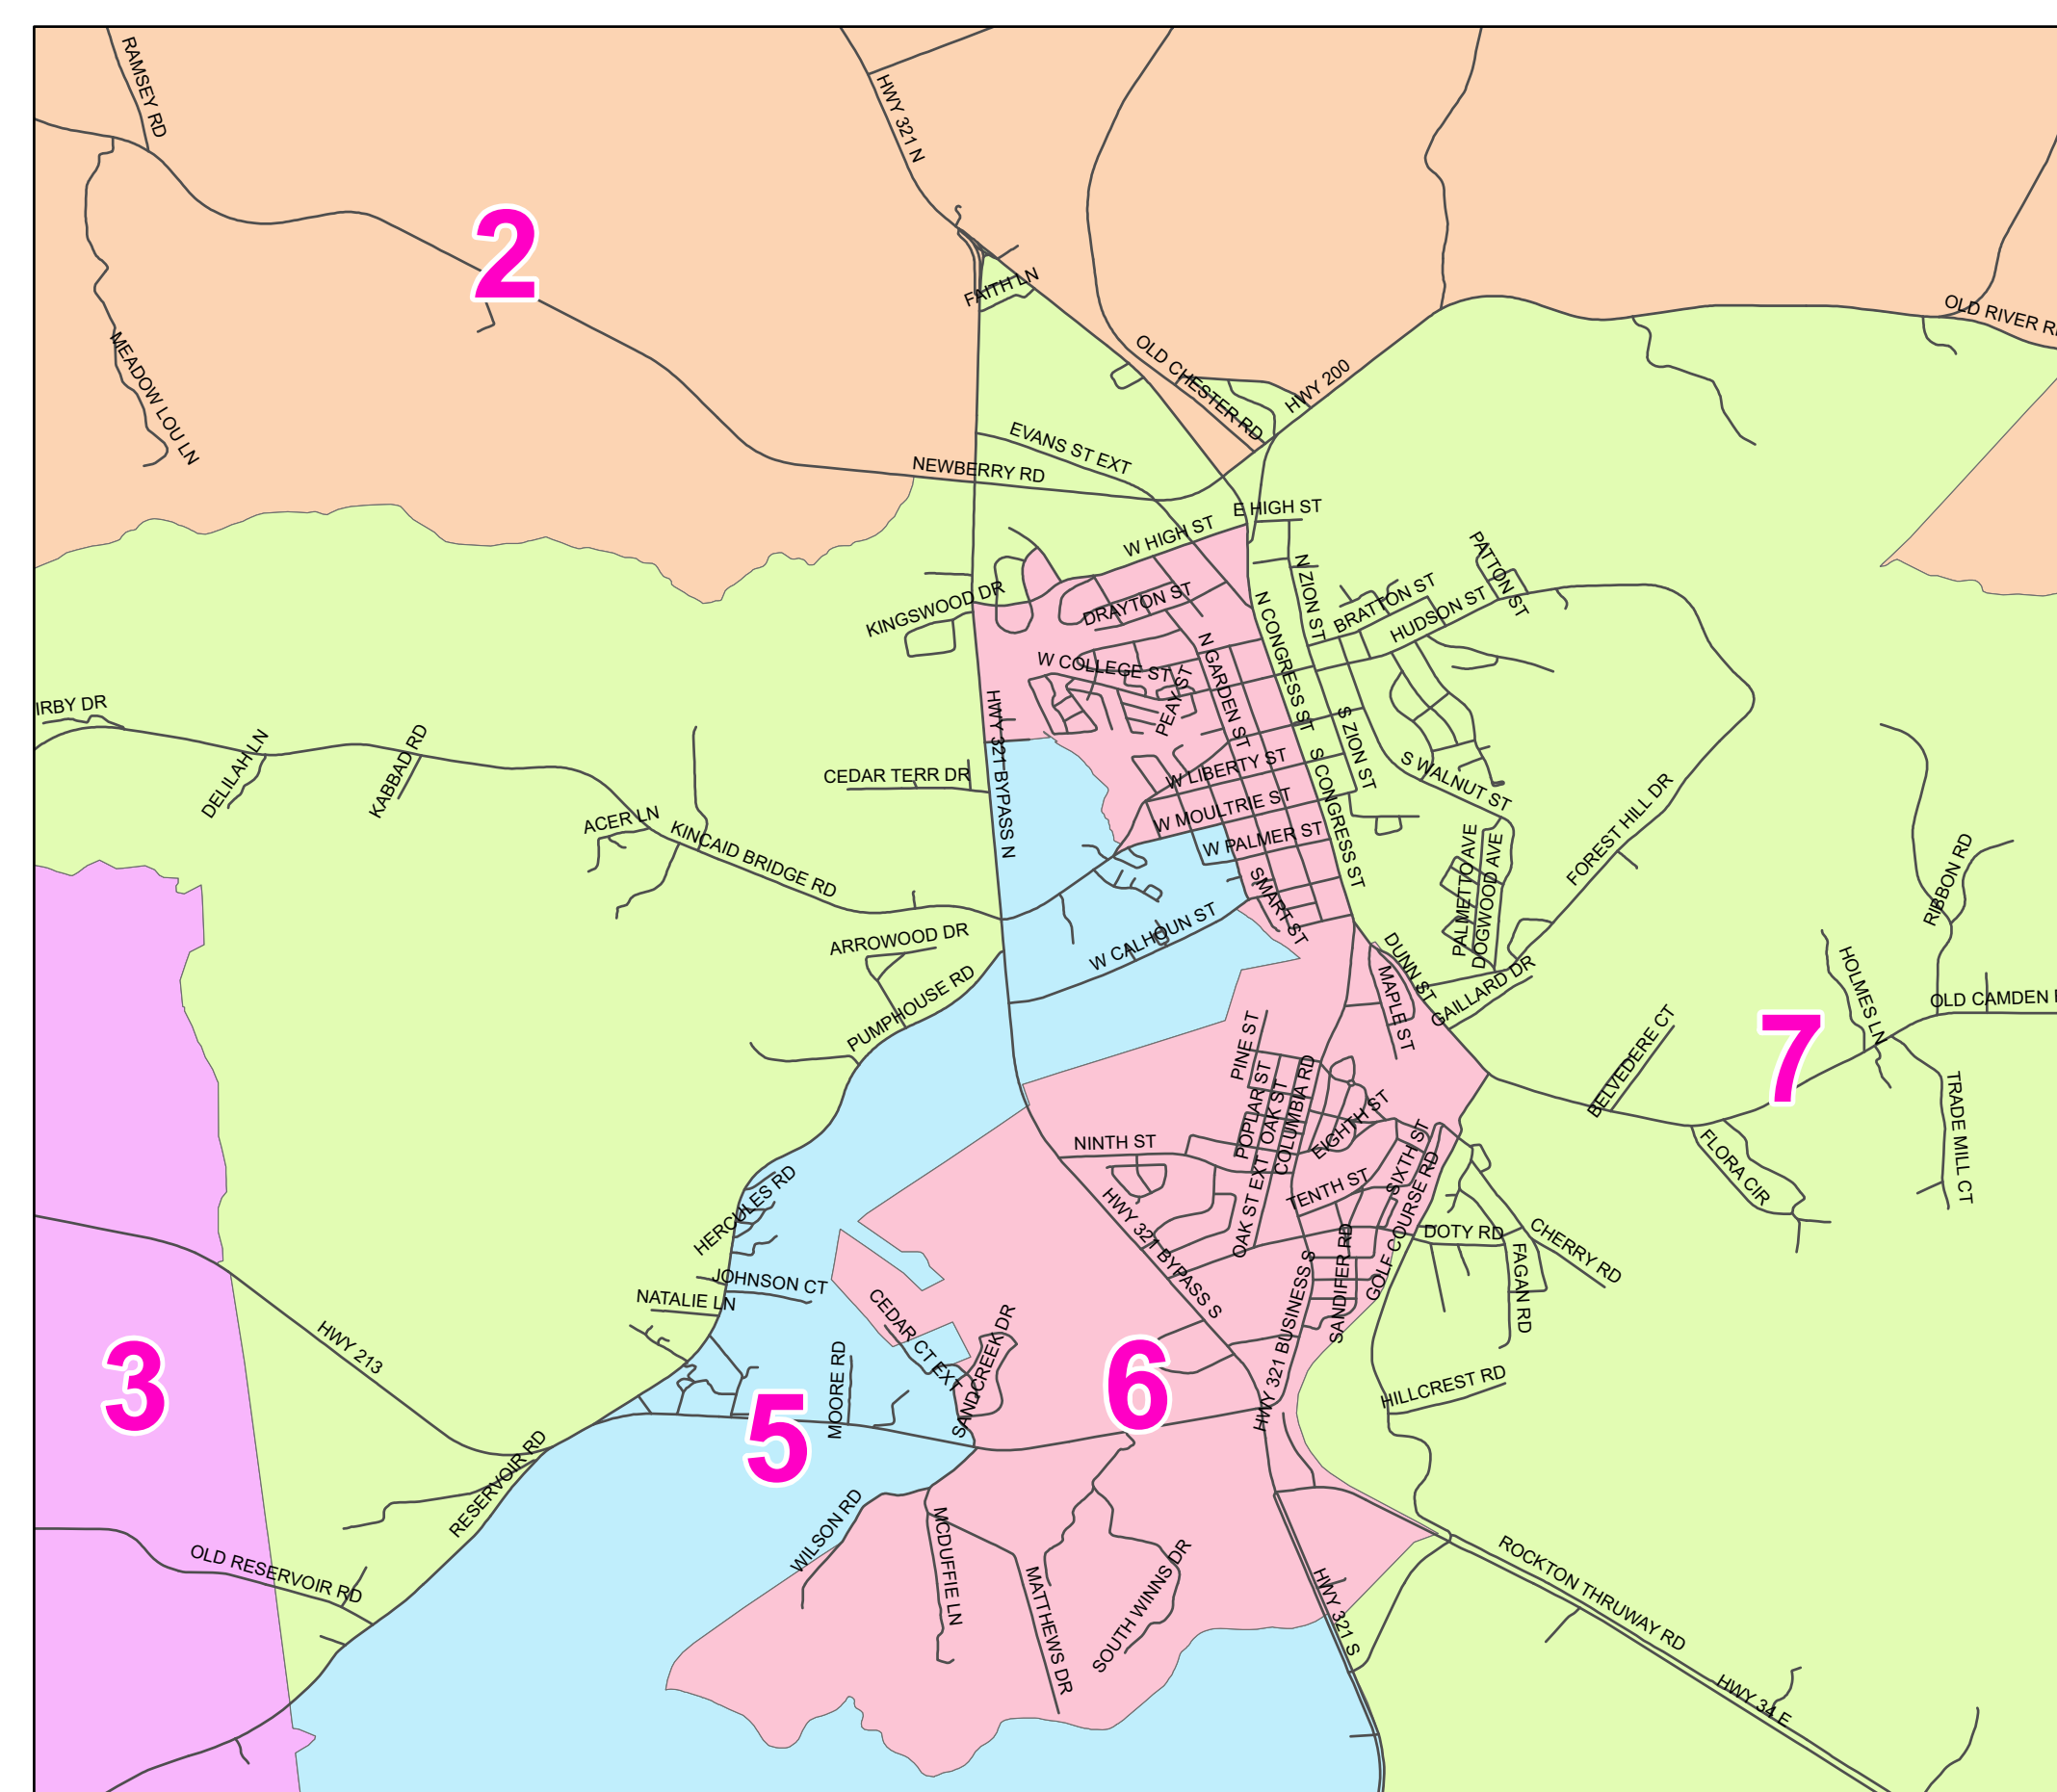 RAMSEY RD
HWY 321 N
2
FAITH LN
OLD RIVER R
MEADOW LOU LN
OLD CHESTER RD
HWY 200
EVANS ST EXT
NEWBERRY RD
E HIGH ST
W HIGH ST
PATTON ST
N ZION ST
BRATTON ST
HUDSON ST
KINGSWOOD DR
DRAYTON ST
N CONGRESS ST
N GARDEN ST
W COLLEGE ST
PEAY ST
IRBY DR
HWY 321 BYPASS N
S ZION ST
DELILAH LN
KABBAD RD
CEDAR TERR DR
W LIBERTY ST
S CONGRESS ST
S WALNUT ST
ACER LN
KINCAID BRIDGE RD
W MOULTRIE ST
W PALMER ST
FOREST HILL DR
PALMETTO AVE
DOGWOOD AVE
RIBBON RD
SMART ST
ARROWOOD DR
W CALHOUN ST
DUNN ST
GAILLARD DR
HOLMES LN
OLD CAMDEN
PUMPHOUSE RD
MAPLE ST
PINE ST
7
BELVEDERE CT
POPLAR ST
OAK ST
COLUMBIA RD
EIGHTH ST
TRADE MILL CT
NINTH ST
SIXTH ST
FLORA CIR
HERCULES RD
OAK ST EXT
TENTH ST
GOLF COURSE RD
HWY 321 BYPASS S
DOTY RD
CHERRY RD
FAGAN RD
JOHNSON CT
NATALIE LN
CEDAR CT EXT
SANDCREEK DR
HWY 321 BUSINESS S
SANDIFER RD
HWY 213
3
MOORE RD
6
HILLCREST RD
5
RESERVOIR RD
WILSON RD
OLD RESERVOIR RD
MCDUFFIE LN
MATTHEWS DR
SOUTH WINNS DR
HWY 321 S
ROCKTON THRUWAY RD
HWY 34 E